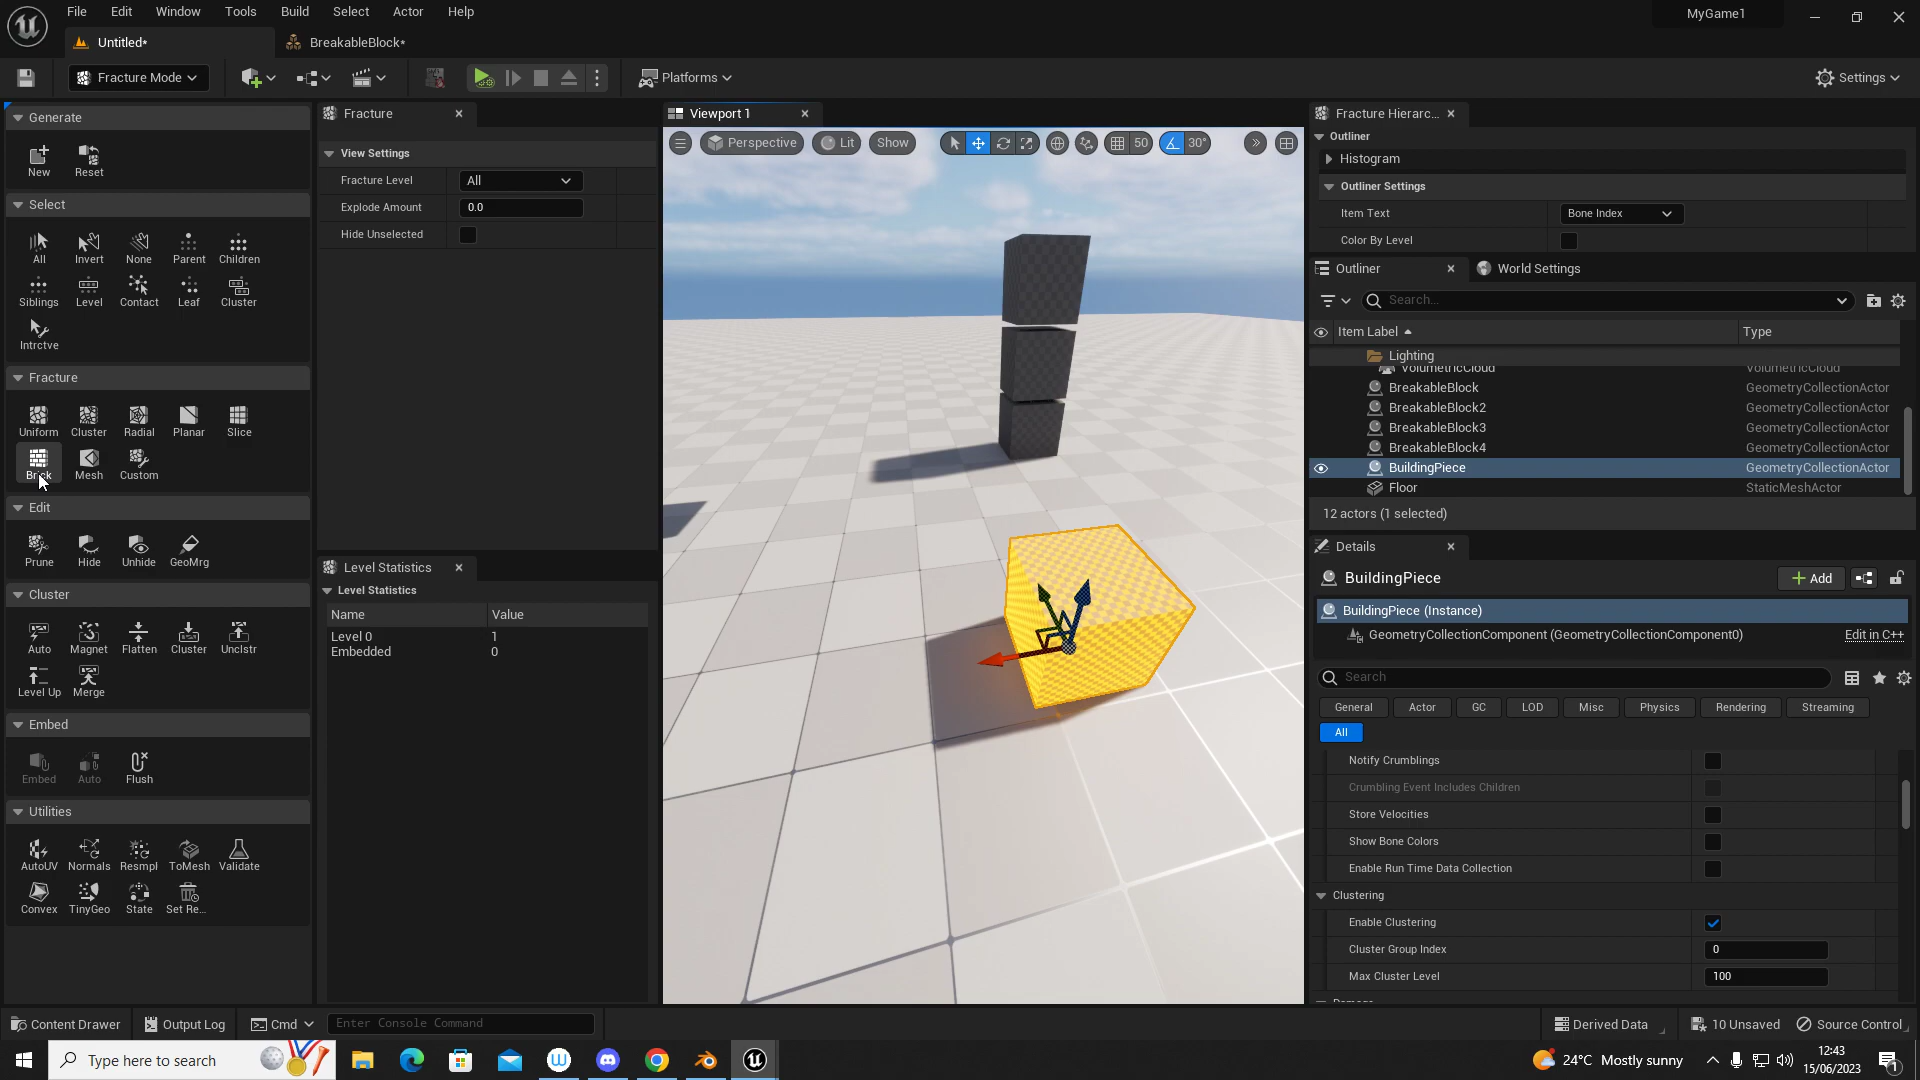 File Edit Window Tools Build Select Actor Help
MyGame1
Untitled*
BreakableBlock*
Fracture Mode
Platforms
Settings
Generate
New Reset
Select
All Invert None Parent Children
Siblings Level Contact Leaf Cluster
Intrctve
Fracture
Uniform Cluster Radial Planar Slice
Brick Mesh Custom
Edit
Prune Hide Unhide GeoMrg
Cluster
Auto Magnet Flatten Cluster Unclstr
Level Up Merge
Embed
Embed Auto Flush
Utilities
AutoUV Normals Resmpl ToMesh Validate
Convex TinyGeo State Set Re...
Fracture
View Settings
Fracture Level All
Explode Amount 0.0
Hide Unselected
Level Statistics
Level Statistics
Name Value
Level 0 1
Embedded 0
Viewport 1
Perspective Lit Show 50 30°
Fracture Hierarc...
Outliner
Histogram
Outliner Settings
Item Text Bone Index
Color By Level
Outliner
World Settings
Search...
Item Label Type
Lighting
VolumetricCloud VolumetricCloud
BreakableBlock GeometryCollectionActor
BreakableBlock2 GeometryCollectionActor
BreakableBlock3 GeometryCollectionActor
BreakableBlock4 GeometryCollectionActor
BuildingPiece GeometryCollectionActor
Floor StaticMeshActor
12 actors (1 selected)
Details
BuildingPiece
Add
BuildingPiece (Instance)
GeometryCollectionComponent (GeometryCollectionComponent0) Edit in C++
Search
General Actor GC LOD Misc Physics Rendering Streaming
All
Notify Crumblings
Crumbling Event Includes Children
Store Velocities
Show Bone Colors
Enable Run Time Data Collection
Clustering
Enable Clustering
Cluster Group Index 0
Max Cluster Level 100
Damage
Content Drawer Output Log Cmd Enter Console Command
Derived Data 10 Unsaved Source Control
Type here to search
24°C Mostly sunny
12:43
15/06/2023
1